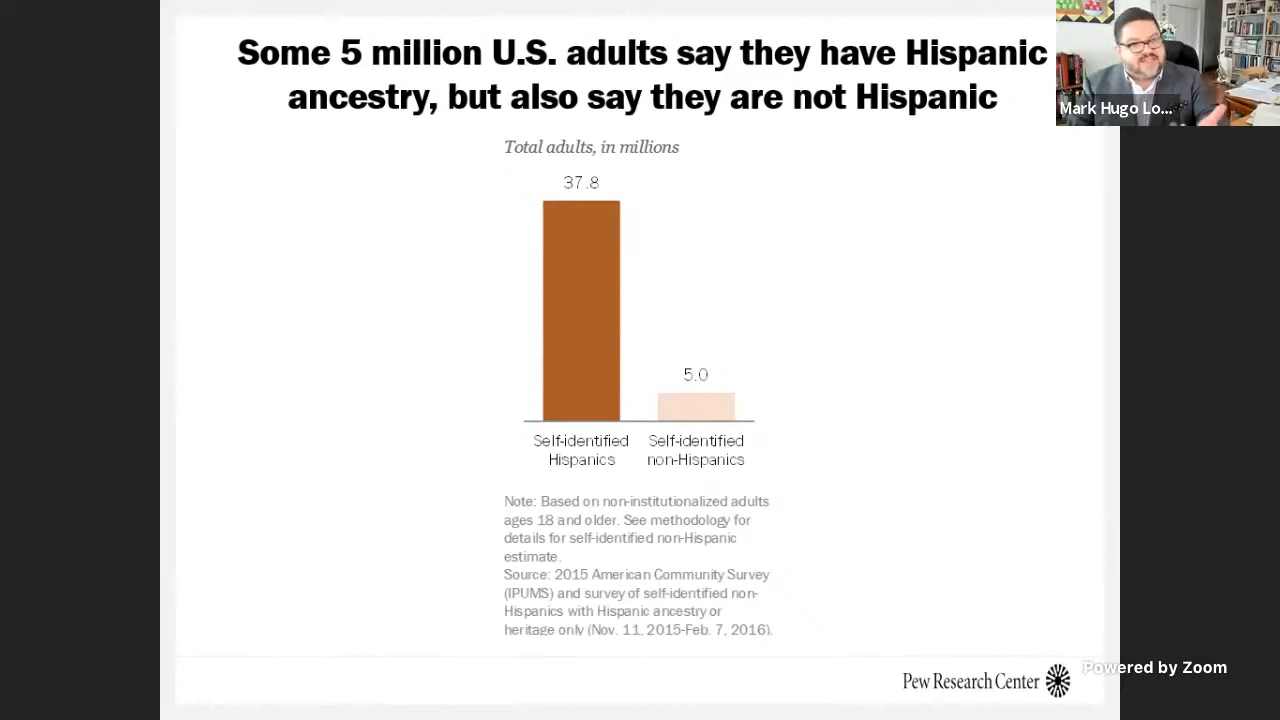 Some 5 million U.S. adults say they have Hispanic
ancestry, but also say they are not Hispanic
Mark Hugo Lo...
Total adults, in millions
37.8
5.0
Self-identified
Hispanics
Self-identified
non-Hispanics
Note: Based on non-institutionalized adults
ages 18 and older. See methodology for
details for self-identified non-Hispanic
estimate.
Source: 2015 American Community Survey
(IPUMS) and survey of self-identified non-
Hispanics with Hispanic ancestry or
heritage only (Nov. 11, 2015-Feb. 7, 2016).
Pew Research Center
Powered by Zoom